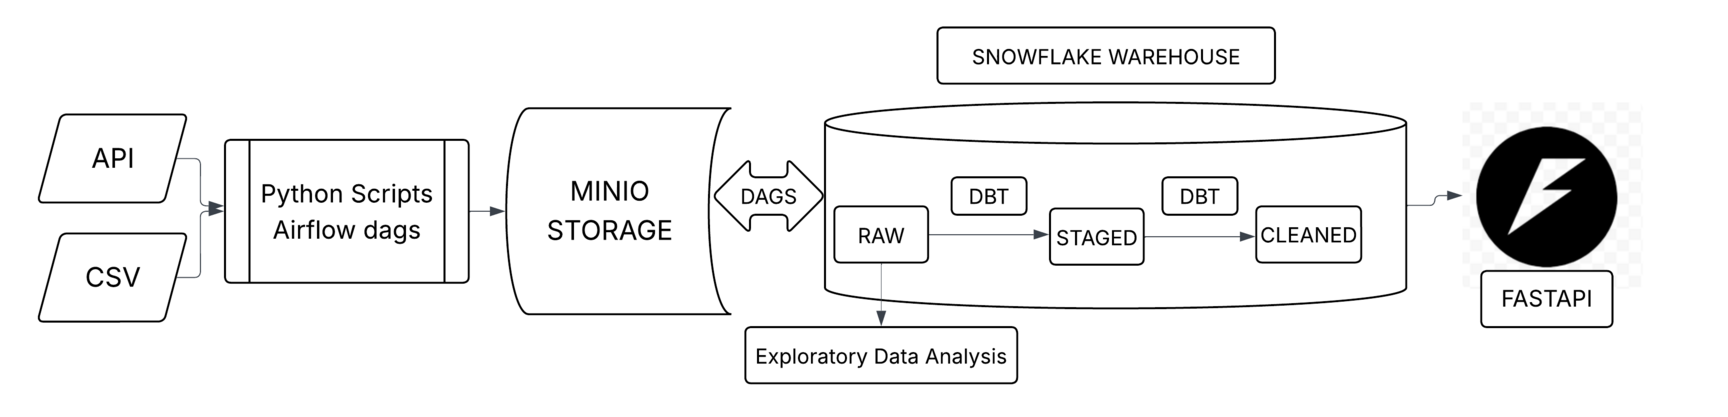 SNOWFLAKE WAREHOUSE
API
CSV
Python Scripts
Airflow dags
MINIO
STORAGE
DAGS
RAW
DBT
STAGED
DBT
CLEANED
Exploratory Data Analysis
FASTAPI